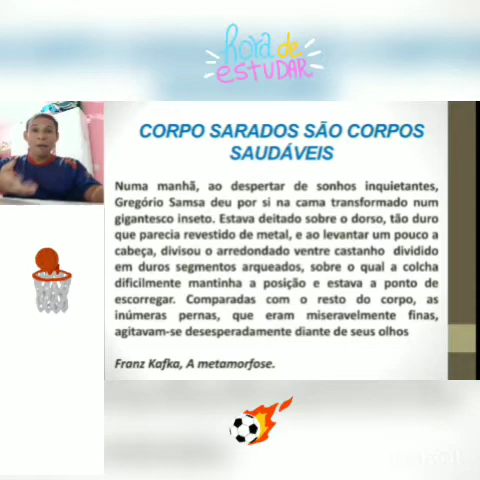 Hora de
ESTUDAR
CORPO SARADOS SÃO CORPOS
SAUDÁVEIS
Numa manhã, ao despertar de sonhos inquietantes,
Gregório Samsa deu por si na cama transformado num
gigantesco inseto. Estava deitado sobre o dorso, tão duro
que parecia revestido de metal, e ao levantar um pouco a
cabeça, divisou o arredondado ventre castanho dividido
em duros segmentos arqueados, sobre o qual a colcha
dificilmente mantinha a posição e estava a ponto de
escorregar. Comparadas com o resto do corpo, as
inúmeras pernas, que eram miseravelmente finas,
agitavam-se desesperadamente diante de seus olhos
Franz Kafka, A metamorfose.